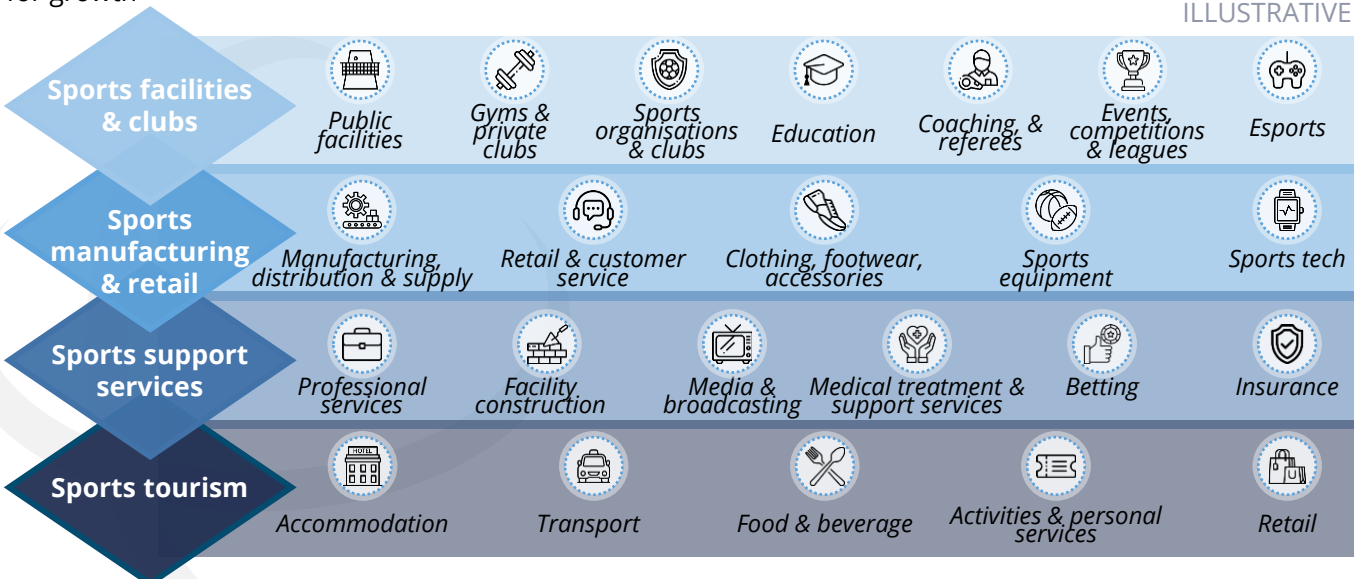 for growth
ILLUSTRATIVE
Sports facilities
& clubs
Public
facilities
Gyms &
private
clubs
Sports
organisations
& clubs
Education
Coaching, &
referees
Events,
competitions
& leagues
Esports
Sports
manufacturing
& retail
Manufacturing,
distribution & supply
Retail & customer
service
Clothing, footwear,
accessories
Sports
equipment
Sports tech
Sports support
services
Professional
services
Facility
construction
Media &
broadcasting
Medical treatment &
support services
Betting
Insurance
Sports tourism
HOTEL
Accommodation
Transport
Food & beverage
Activities & personal
services
Retail